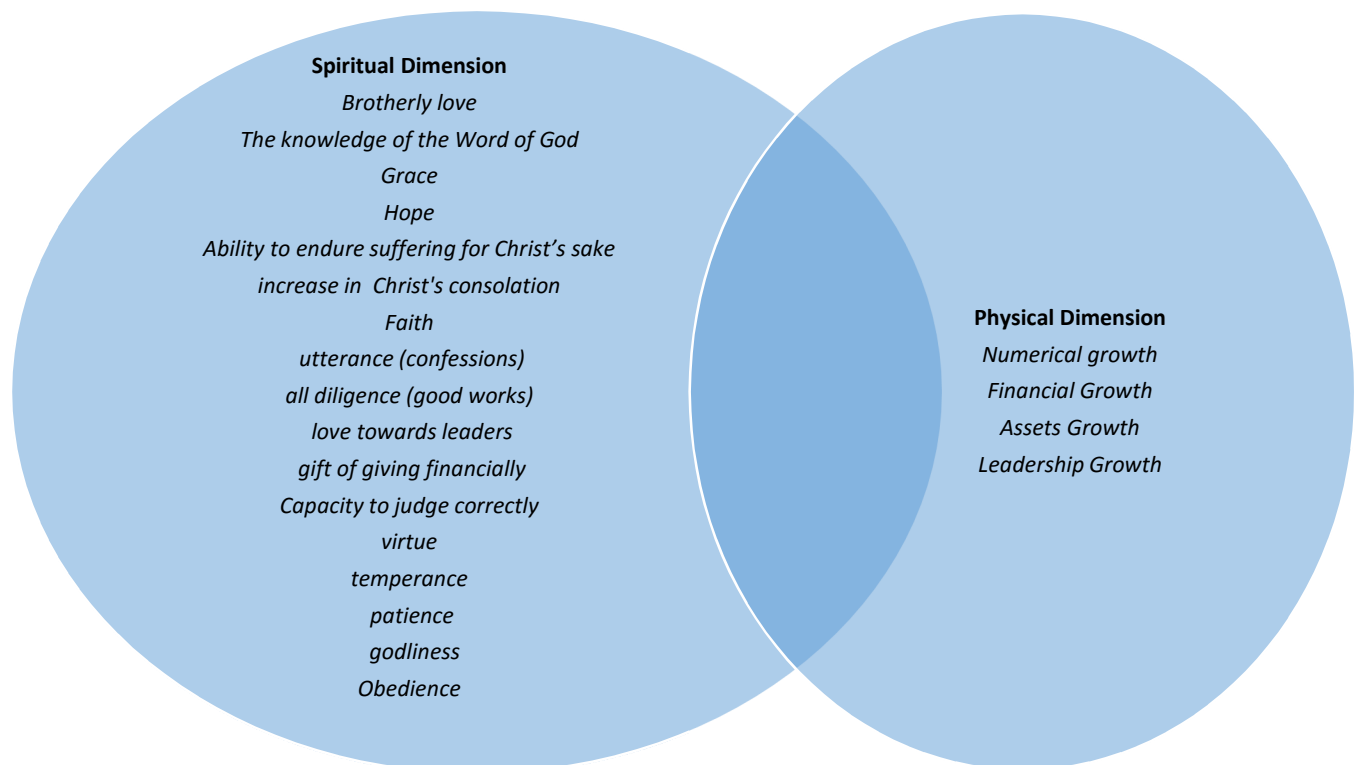 Spiritual Dimension
Brotherly love
The knowledge of the Word of God
Grace
Hope
Ability to endure suffering for Christ’s sake
increase in  Christ's consolation
Faith
utterance (confessions)
all diligence (good works)
love towards leaders
gift of giving financially
Capacity to judge correctly
virtue
temperance
patience
godliness
Obedience
Physical Dimension
Numerical growth
Financial Growth
Assets Growth
Leadership Growth